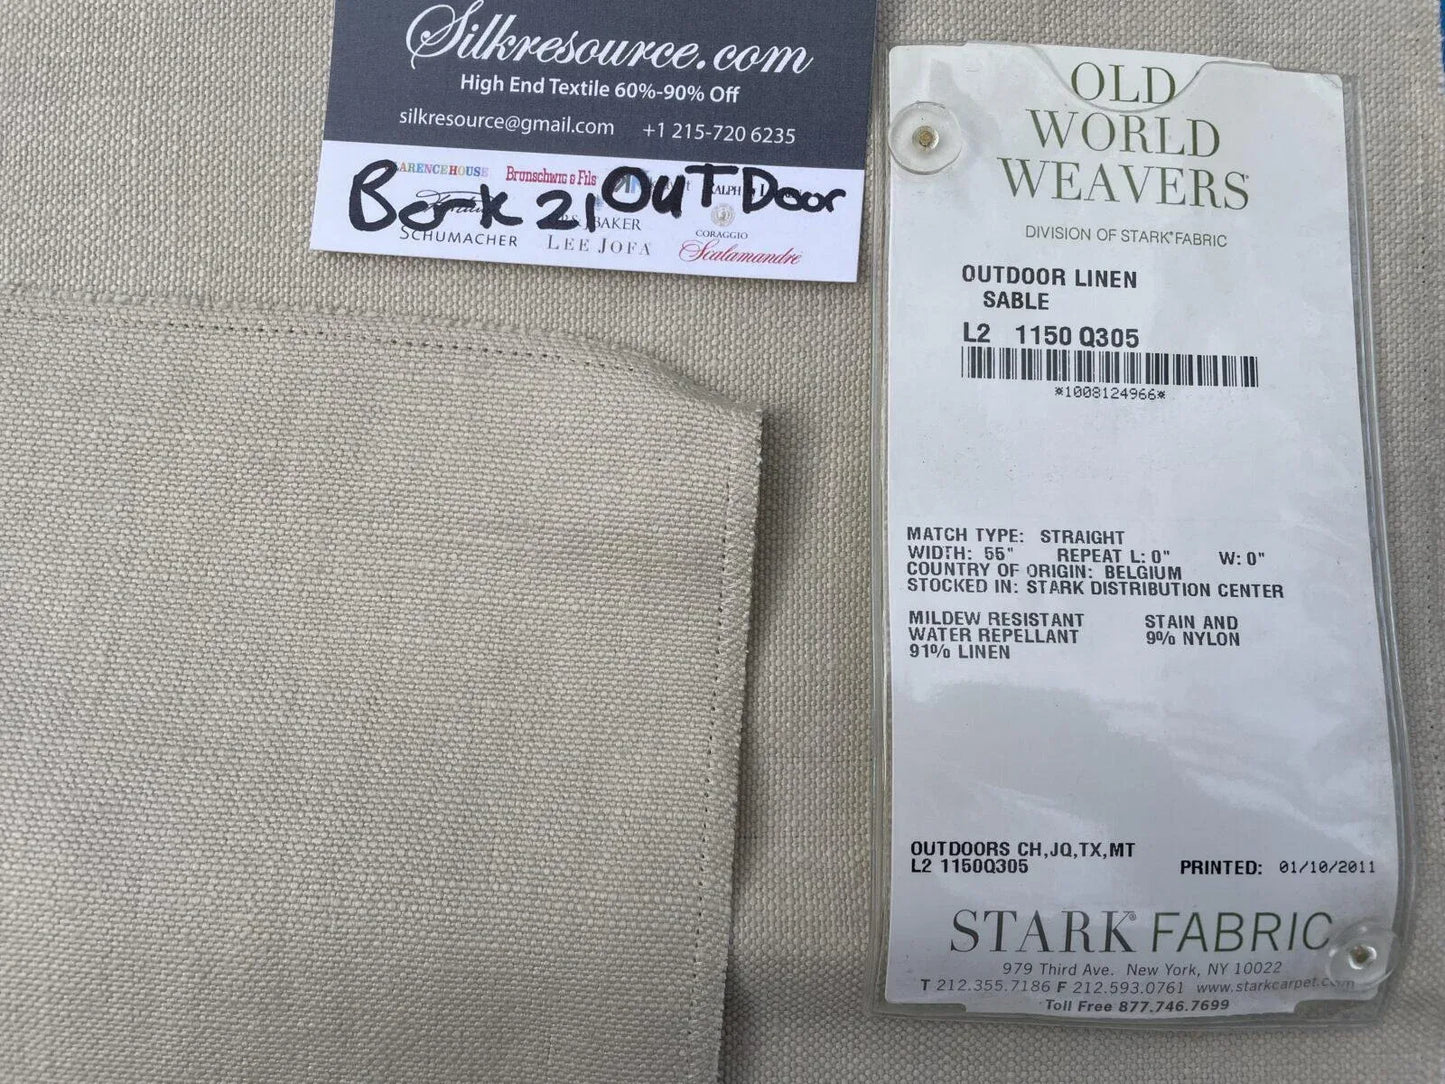 Silkresource.com
High End Textile 60%-90% Off
silkresource@gmail.com +1 215-720 6235
ARENCEHOUSE Brunschwig & Fils
OUTDOOR
BAKER
CORAGGIO
SCHUMACHER LEE JOFA Scalamandré
OLD
WORLD
WEAVERS
DIVISION OF STARK FABRIC
OUTDOOR LINEN
SABLE
L2 1150 Q305
*1008124966*
MATCH TYPE: STRAIGHT
WIDTH: 55" REPEAT L: 0" W: 0"
COUNTRY OF ORIGIN: BELGIUM
STOCKED IN: STARK DISTRIBUTION CENTER
MILDEW RESISTANT STAIN AND
WATER REPELLANT 9% NYLON
91% LINEN
OUTDOORS CH,JQ,TX,MT
L2 1150Q305 PRINTED: 01/10/2011
STARK® FABRIC
979 Third Ave. New York, NY 10022
T 212.355.7186 F 212.593.0761 www.starkcarpet.com
Toll Free 877.746.7699